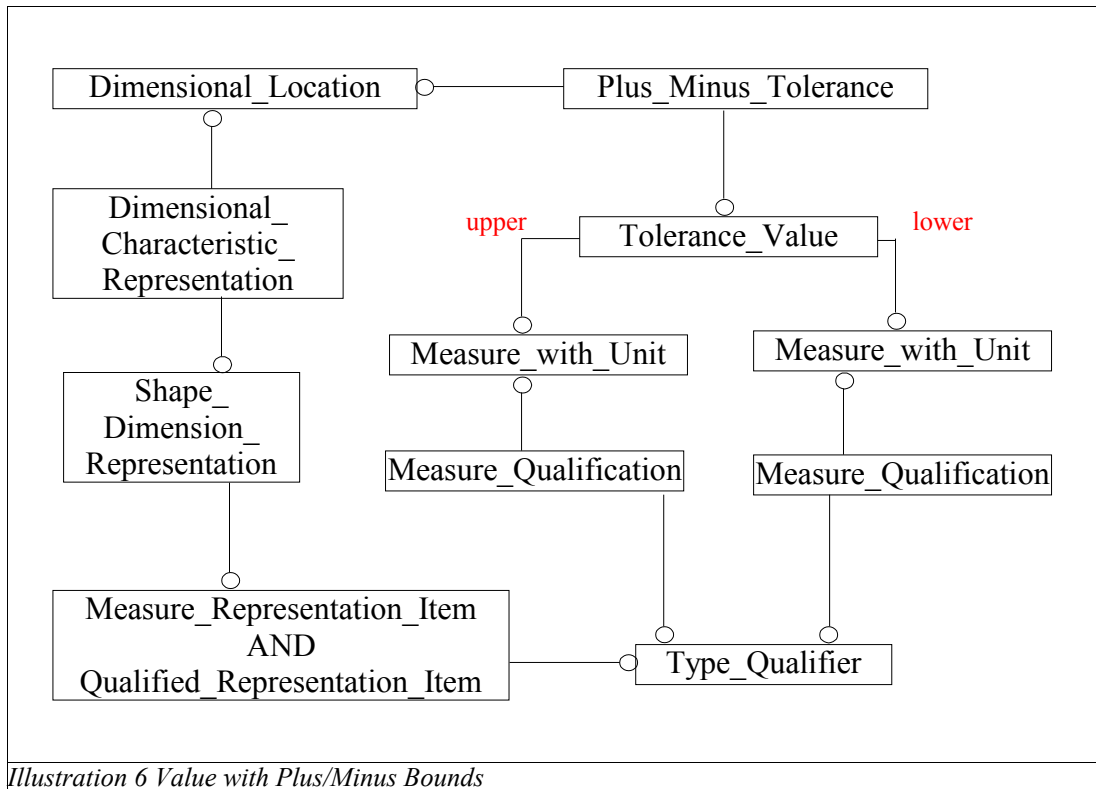 Dimensional_Location
Plus_Minus_Tolerance
Dimensional_
Characteristic_
Representation
upper
Tolerance_Value
lower
Measure_with_Unit
Measure_with_Unit
Shape_
Dimension_
Representation
Measure_Qualification
Measure_Qualification
Measure_Representation_Item
AND
Qualified_Representation_Item
Type_Qualifier
Illustration 6 Value with Plus/Minus Bounds